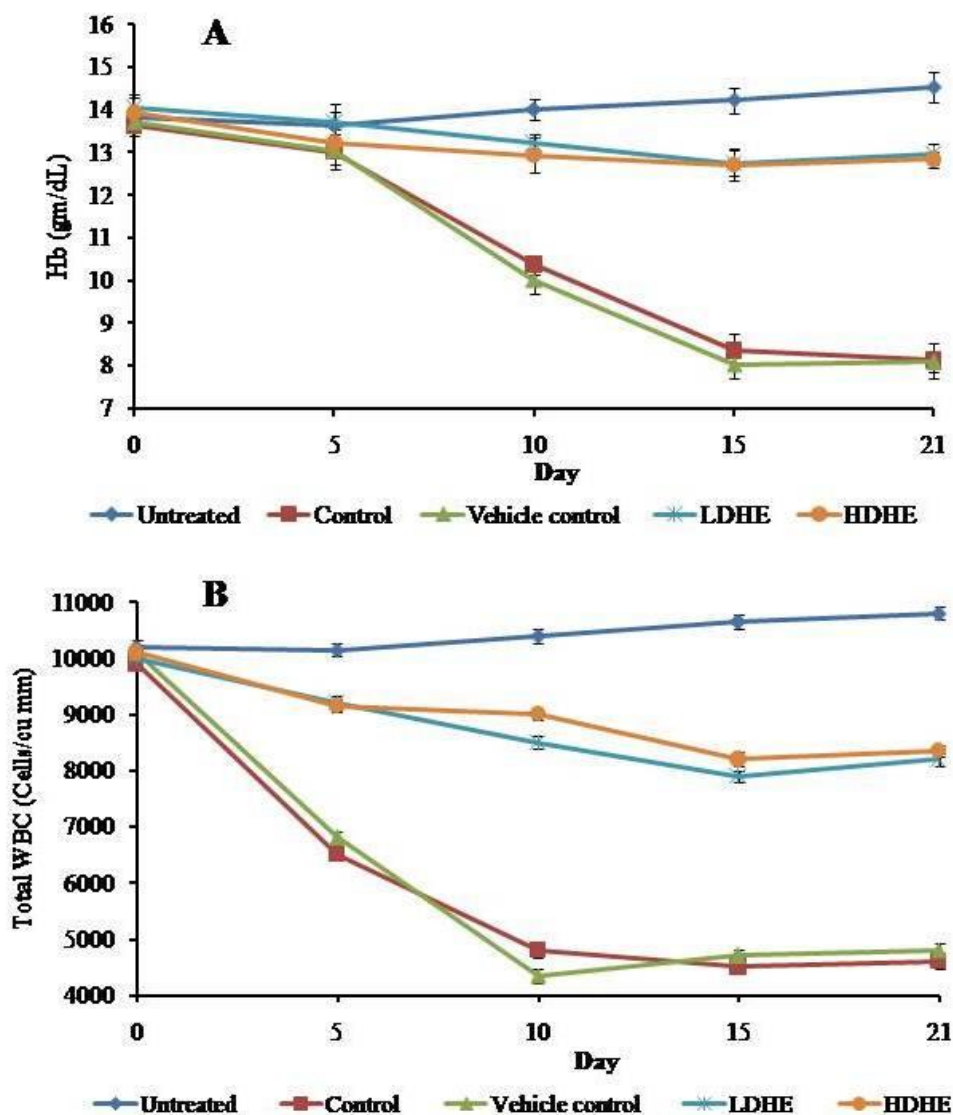 A
16
15
14
13
12
11
10
9
8
7
Hb (gm/dL)
0 5 10 15 21
Day
Untreated Control Vehicle control LDHE HDHE
B
11000
10000
9000
8000
7000
6000
5000
4000
Total WBC (Cells/cu mm)
0 5 10 15 21
Day
Untreated Control Vehicle control LDHE HDHE